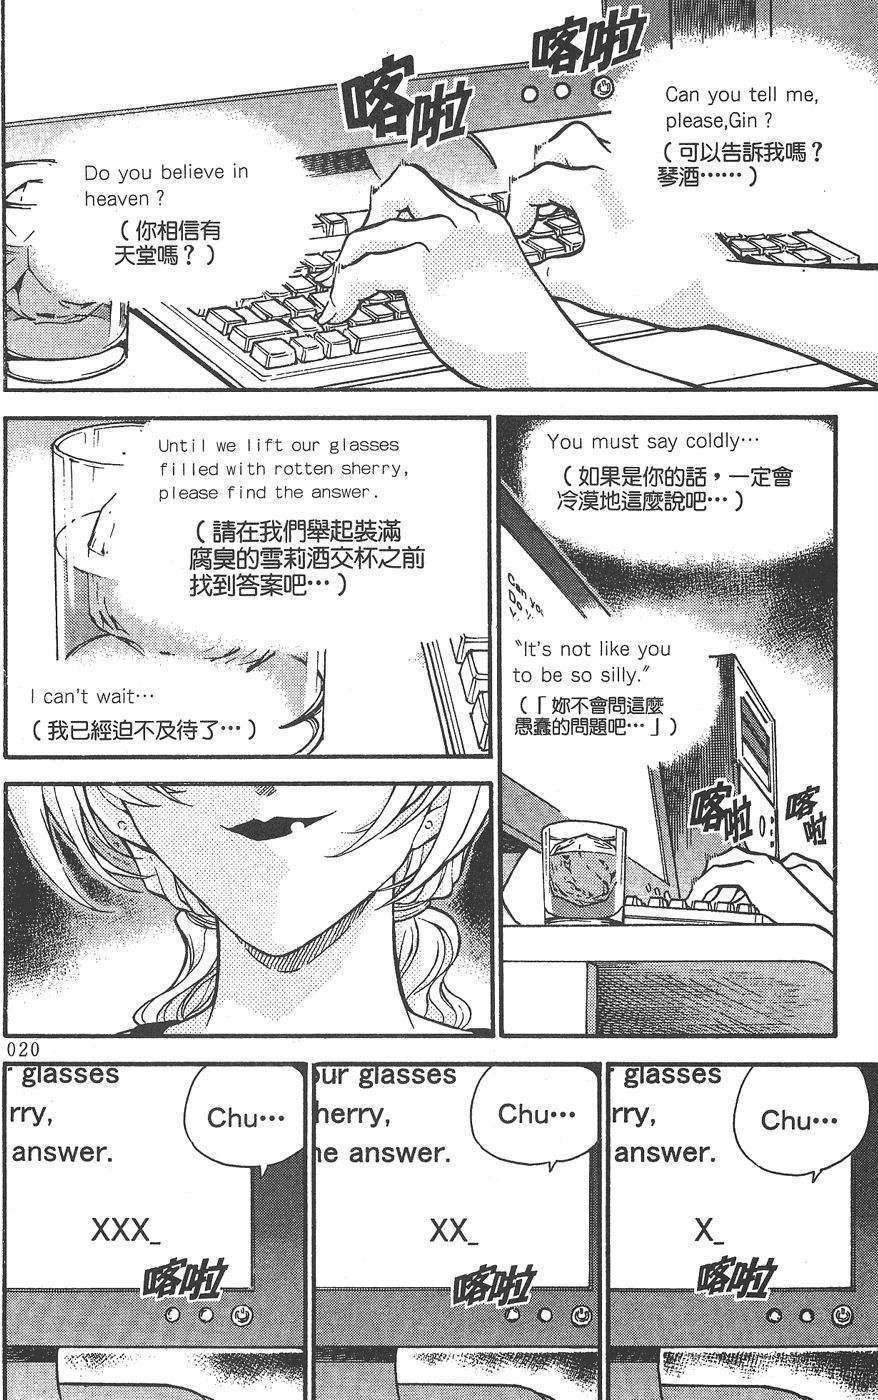 喀啦
喀啦
Can you tell me,
please,Gin?
(可以告訴我嗎?
琴酒⋯⋯)
Do you believe in
heaven?
(你相信有
天堂嗎?)
You must say coldly⋯
(如果是你的話,一定會
冷漠地這麼說吧⋯)
Can yo
Do y
Y
"It's not like you
to be so silly."
(「妳不會問這麼
愚蠢的問題吧⋯」)
喀啦
喀啦
Until we lift our glasses
filled with rotten sherry,
please find the answer.
(請在我們舉起裝滿
腐臭的雪莉酒交杯之前
找到答案吧⋯)
I can't wait⋯
(我已經迫不及待了⋯)
020
glasses
rry,
answer.
Chu⋯
XXX_
喀啦
our glasses
herry,
he answer.
Chu⋯
XX_
喀啦
glasses
rry,
answer.
Chu⋯
X_
喀啦